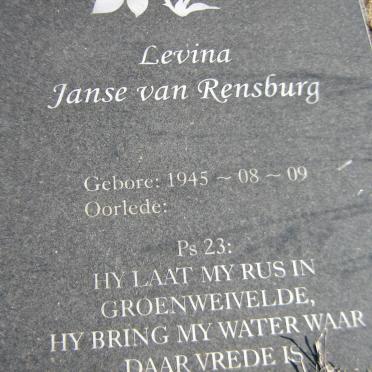 Levina
Janse van Rensburg
Gebore: 1945 ~ 08 ~ 09
Oorlede:
Ps 23:
HY LAAT MY RUS IN
GROENWEIVELDE,
HY BRING MY WATER WAAR
DAAR VREDE IS